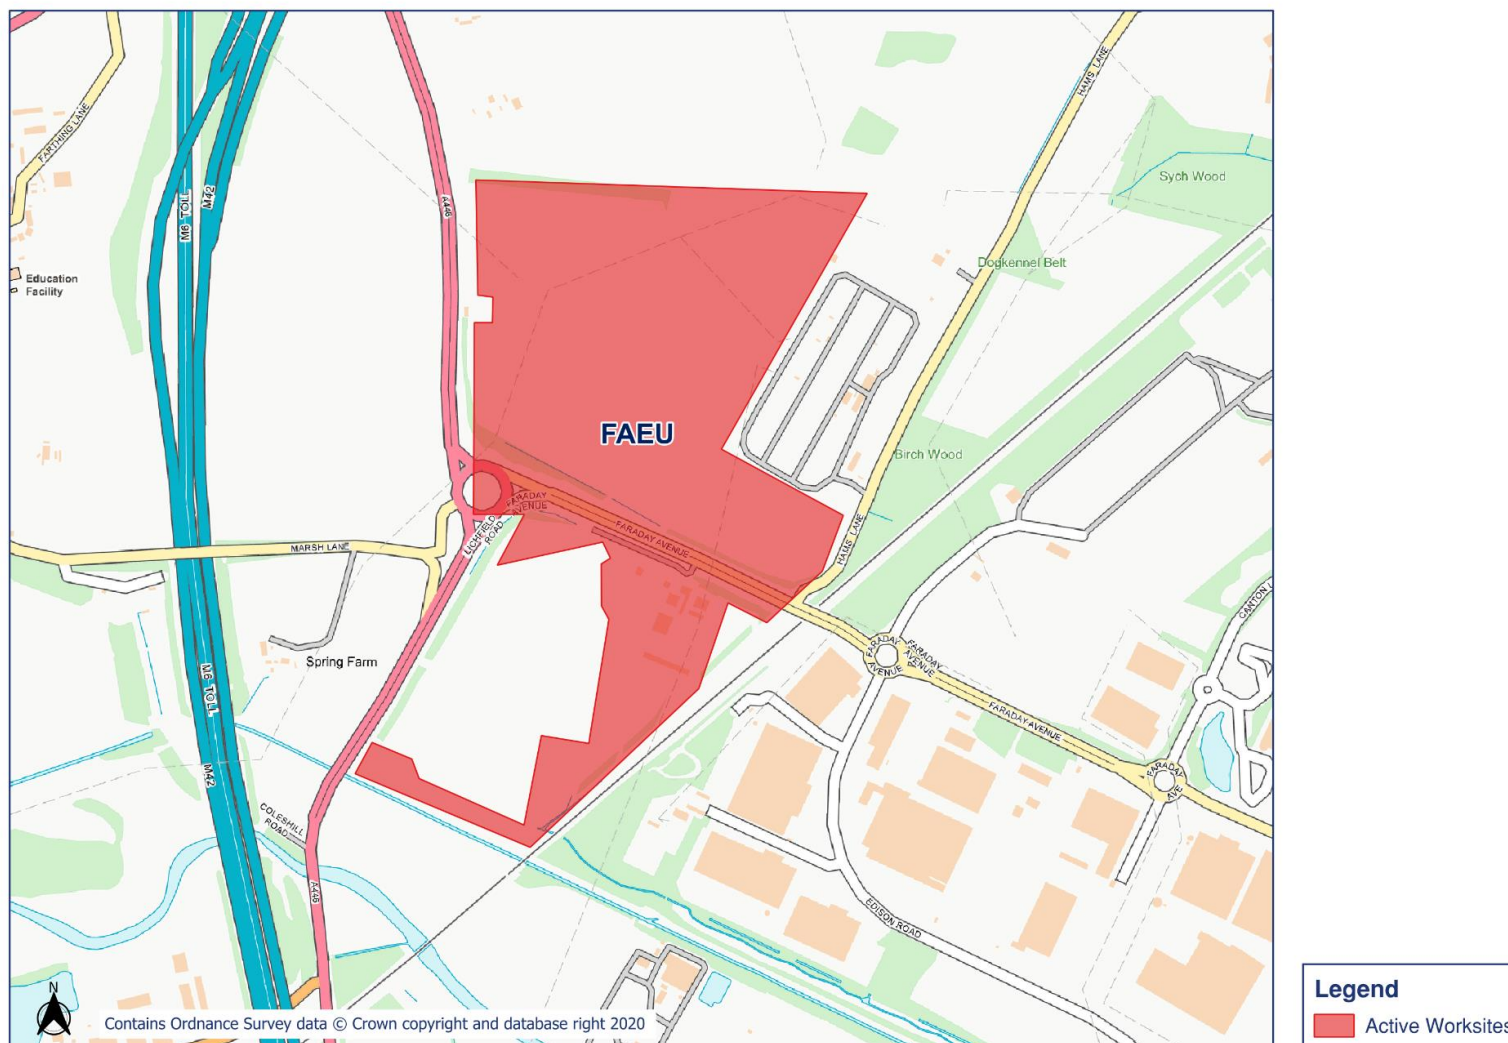 HAMS LANE
FARTHING LANE
M6 TOLL
M42
A446
Sych Wood
Dogkennel Belt
Education
Facility
FAEU
Birch Wood
FARADAY
AVENUE
LICHFIELD
ROAD
FARADAY AVENUE
HAMS LANE
MARSH LANE
CANTON L
FARADAY
AVENUE
FARADAY
AVENUE
Spring Farm
M6 TOLL
FARADAY AVENUE
M42
FARADAY
AVE
COLESHILL
ROAD
A446
EDISON ROAD
N
Contains Ordnance Survey data © Crown copyright and database right 2020
Legend
Active Worksites